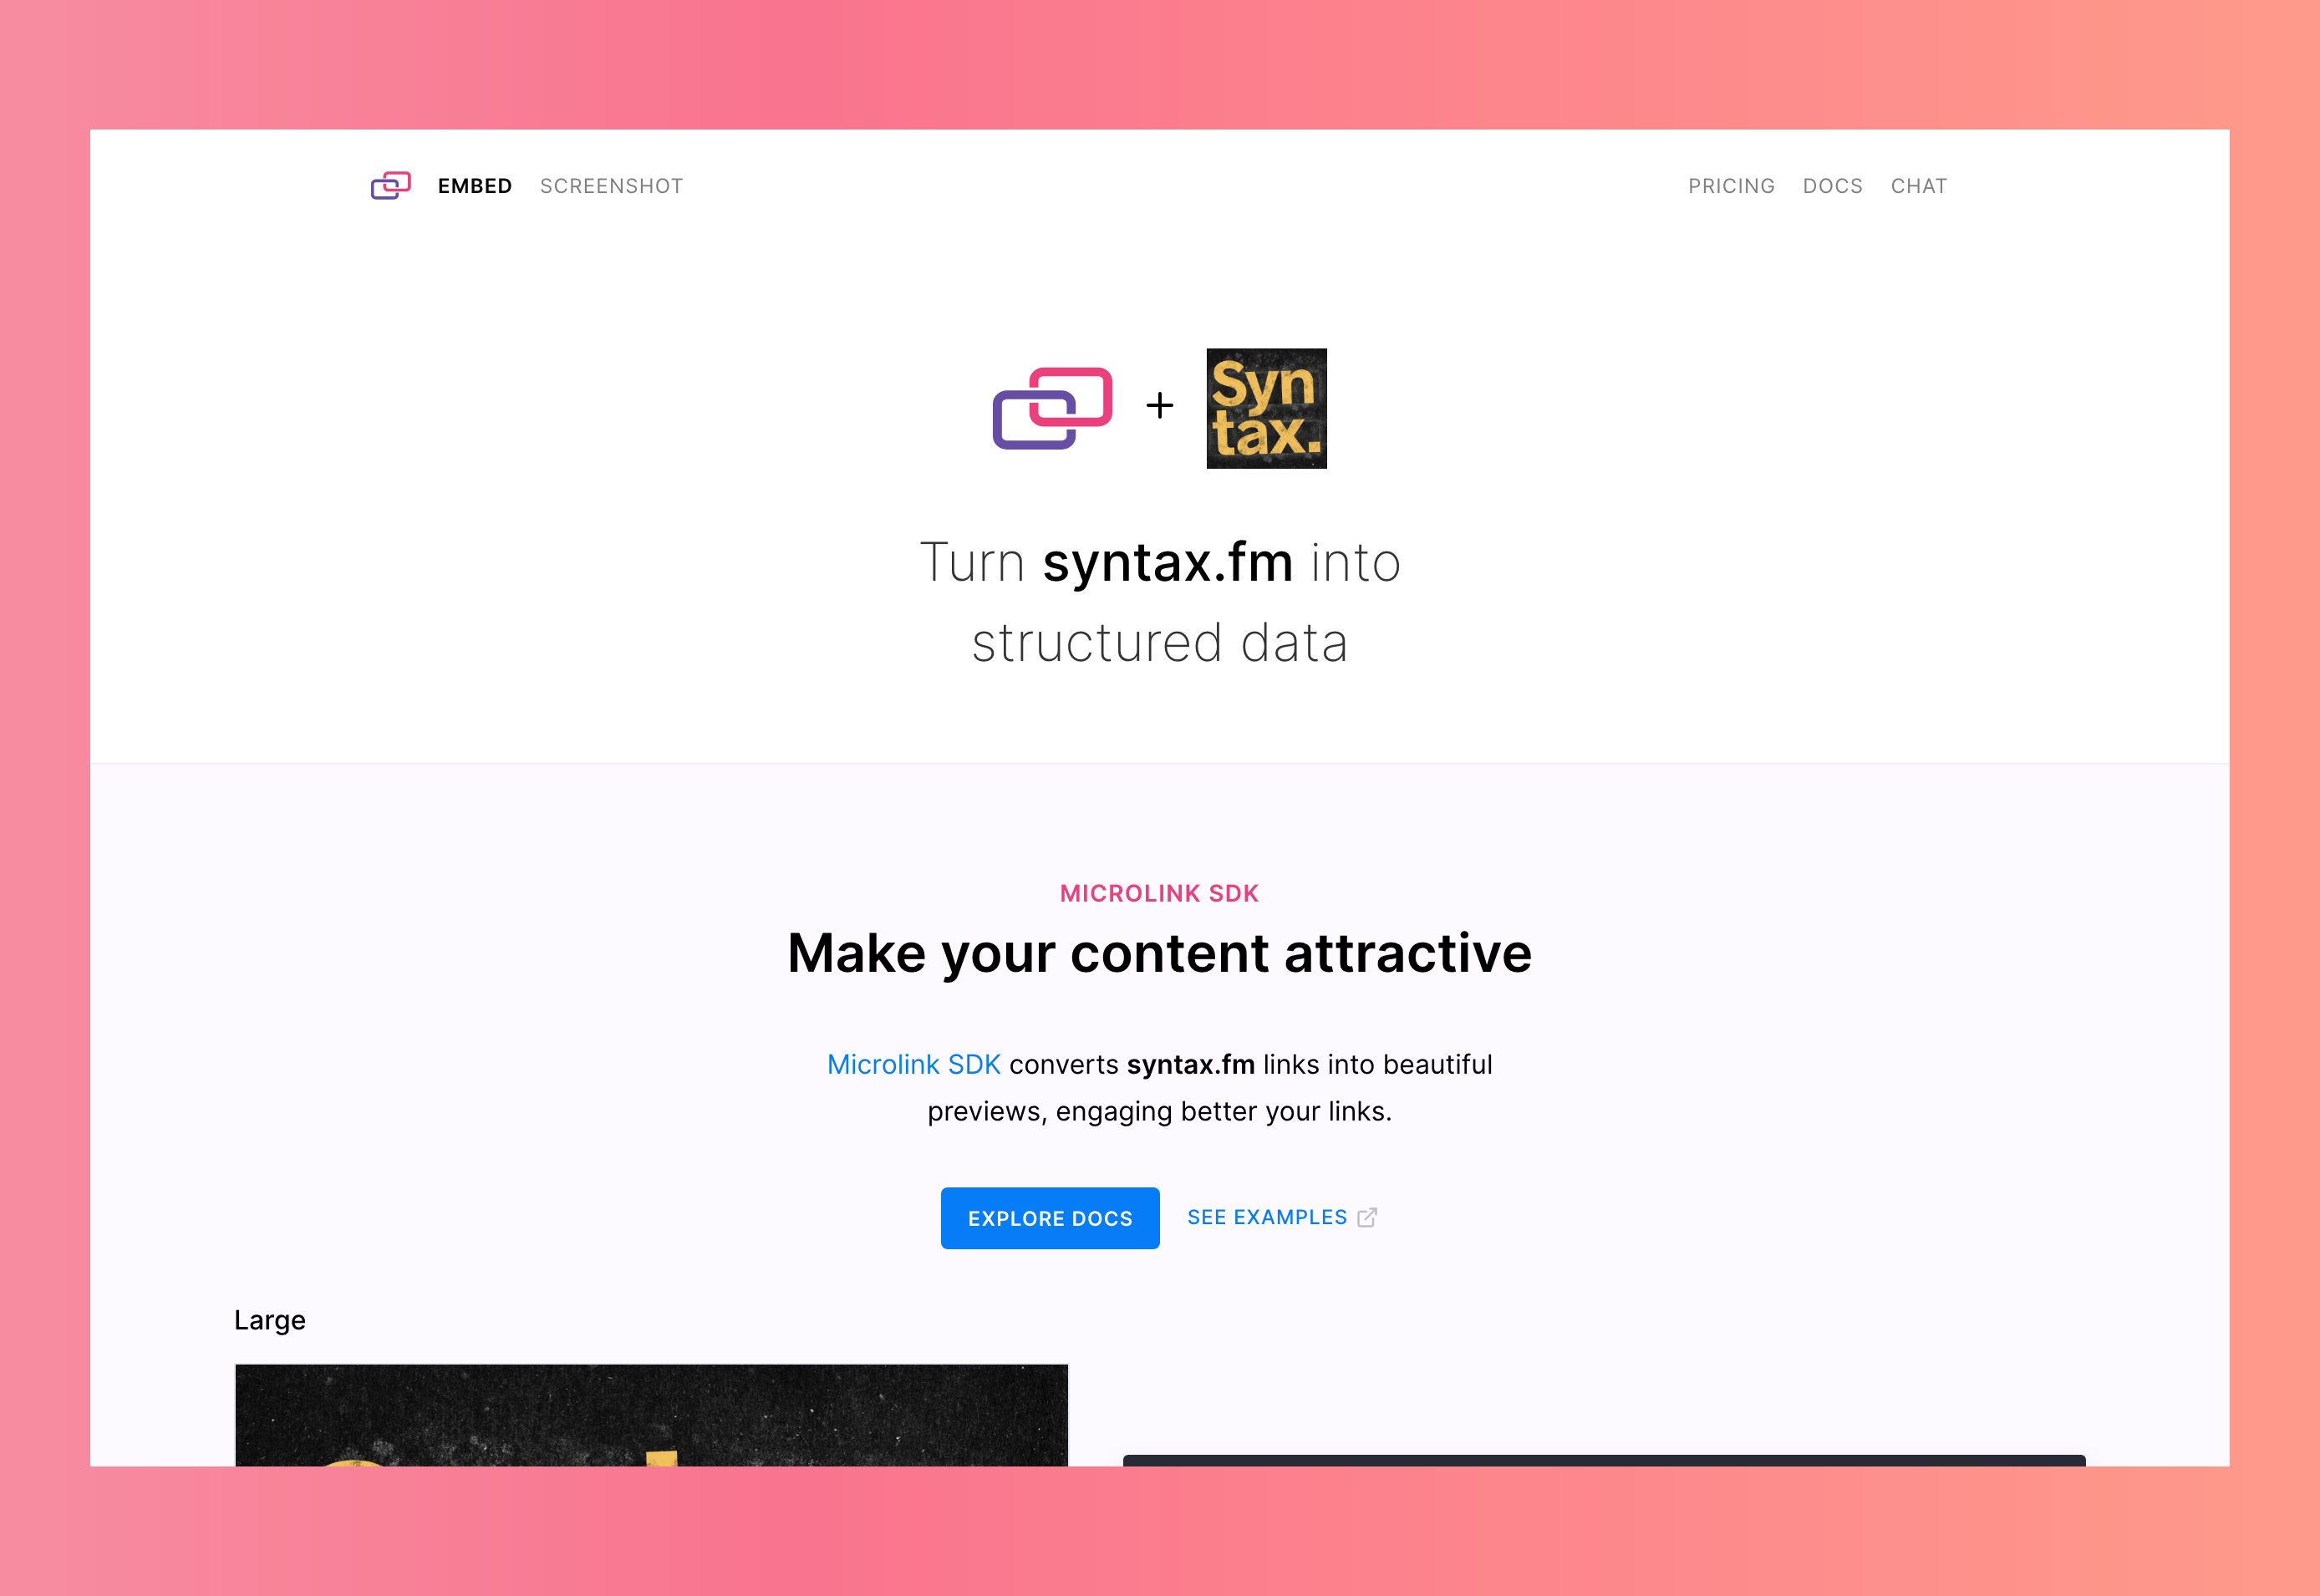 EMBED SCREENSHOT PRICING DOCS CHAT
Syn
tax.
Turn syntax.fm into
structured data
MICROLINK SDK
Make your content attractive
Microlink SDK converts syntax.fm links into beautiful
previews, engaging better your links.
EXPLORE DOCS SEE EXAMPLES
Large